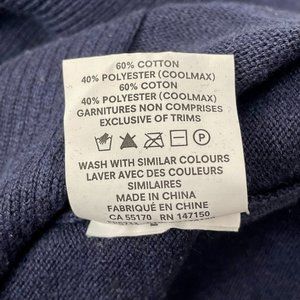 60% COTTON
40% POLYESTER (COOLMAX)
60% COTON
40% POLYESTER (COOLMAX)
GARNITURES NON COMPRISES
EXCLUSIVE OF TRIMS
P
WASH WITH SIMILAR COLOURS
LAVER AVEC DES COULEURS
SIMILAIRES
MADE IN CHINA
FABRIQUÉ EN CHINE
CA 55170 RN 147150